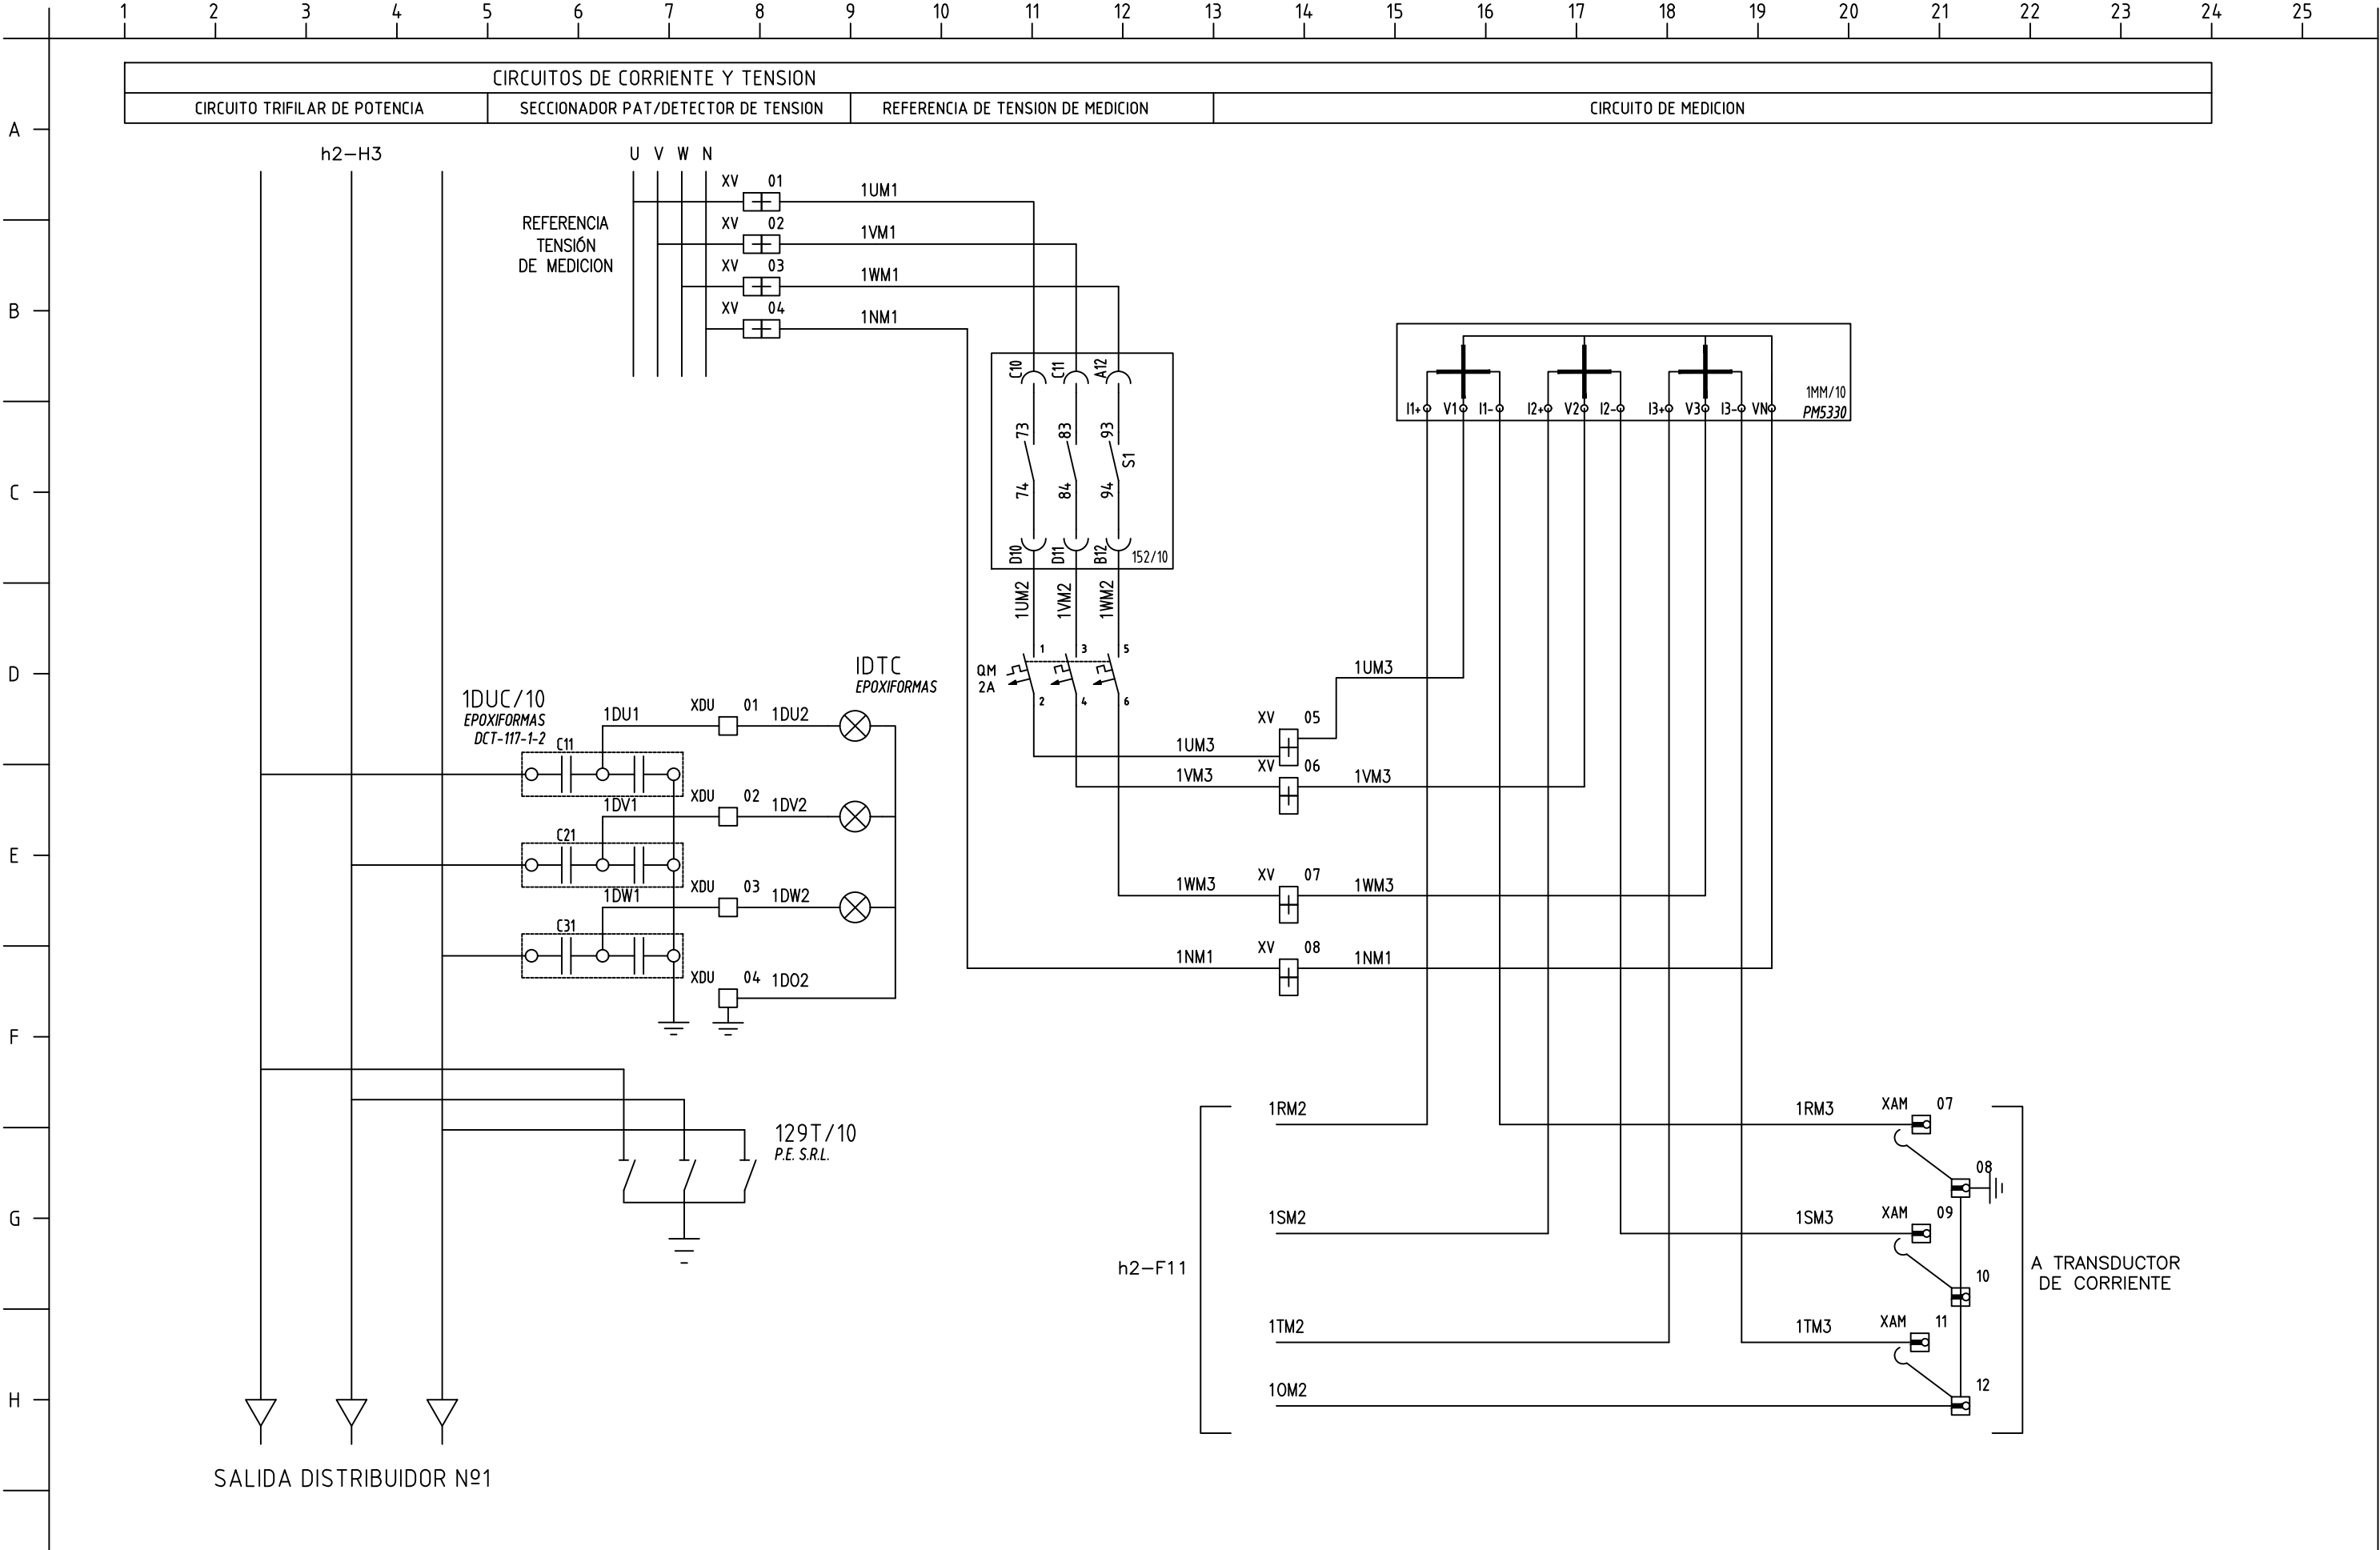 1 2 3 4 5 6 7 8 9 10 11 12 13 14 15 16 17 18 19 20 21 22 23 24 25
CIRCUITOS DE CORRIENTE Y TENSION
CIRCUITO TRIFILAR DE POTENCIA
SECCIONADOR PAT/DETECTOR DE TENSION
REFERENCIA DE TENSION DE MEDICION
CIRCUITO DE MEDICION
A
B
C
D
E
F
G
H
h2-H3
U V W N
REFERENCIA
TENSIÓN
DE MEDICION
XV 01 1UM1
XV 02 1VM1
XV 03 1WM1
XV 04 1NM1
C10 C11 A12
73 83 93
S1
74 84 94
D10 D11 B12
152/10
1UM2 1VM2 1WM2
QM
2A
1 3 5
2 4 6
I1+ V1 I1- I2+ V2 I2- I3+ V3 I3- VN
1MM/10
PM5330
1DUC/10
EPOXIFORMAS
DCT-117-1-2
IDTC
EPOXIFORMAS
1DU1 XDU 01 1DU2
C11
1DV1 XDU 02 1DV2
C21
1DW1 XDU 03 1DW2
C31
XDU 04 1DO2
1UM3 XV 05 1UM3
1VM3 XV 06 1VM3
1WM3 XV 07 1WM3
1NM1 XV 08 1NM1
129T/10
P.E. S.R.L.
h2-F11
1RM2 1RM3 XAM 07
08
1SM2 1SM3 XAM 09
10
1TM2 1TM3 XAM 11
1OM2 12
A TRANSDUCTOR
DE CORRIENTE
SALIDA DISTRIBUIDOR Nº1